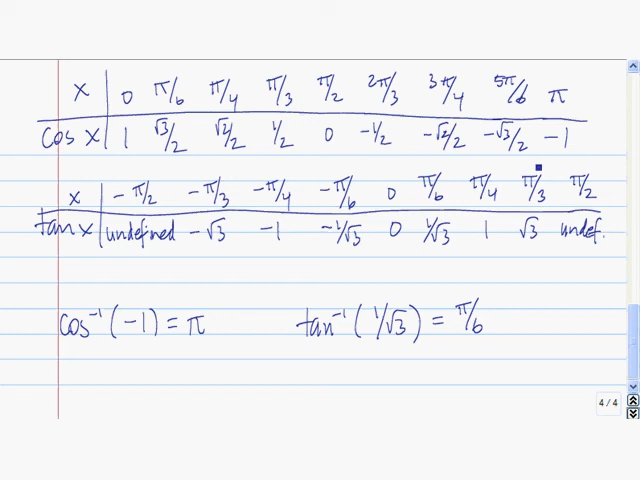 x | 0 π/6 π/4 π/3 π/2 2π/3 3π/4 5π/6 π
cos x | 1 √3/2 √2/2 1/2 0 -1/2 -√2/2 -√3/2 -1
x | -π/2 -π/3 -π/4 -π/6 0 π/6 π/4 π/3 π/2
tan x | undefined -√3 -1 -1/√3 0 1/√3 1 √3 undef.
cos⁻¹(-1) = π tan⁻¹(1/√3) = π/6
4/4